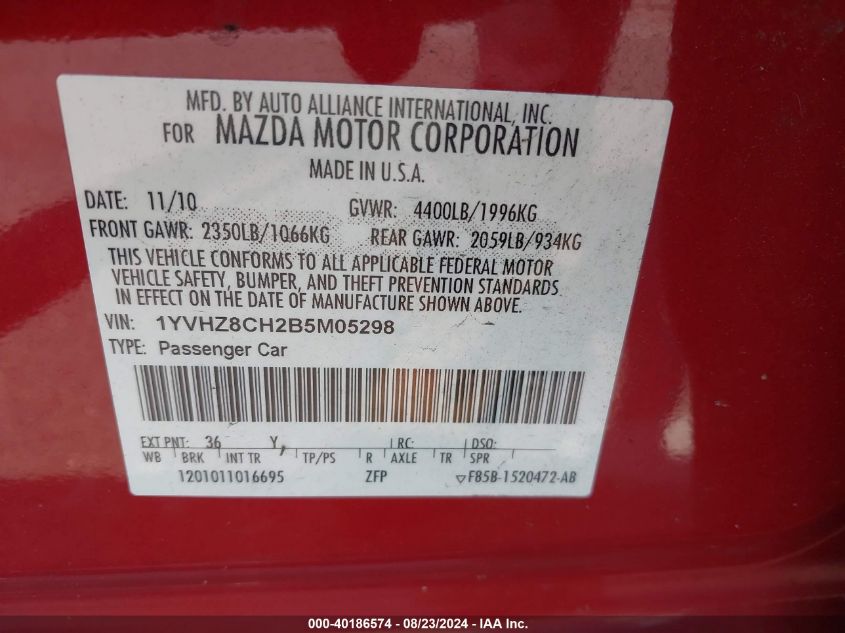 MFD. BY AUTO ALLIANCE INTERNATIONAL, INC.
FOR MAZDA MOTOR CORPORATION
MADE IN U.S.A.
DATE: 11/10 GVWR: 4400LB/1996KG
FRONT GAWR: 2350LB/1066KG REAR GAWR: 2059LB/934KG
THIS VEHICLE CONFORMS TO ALL APPLICABLE FEDERAL MOTOR
VEHICLE SAFETY, BUMPER, AND THEFT PREVENTION STANDARDS
IN EFFECT ON THE DATE OF MANUFACTURE SHOWN ABOVE.
VIN: 1YVHZ8CH2B5M05298
TYPE: Passenger Car
EXT PNT: 36 Y, RC: DSO:
WB BRK INT TR TP/PS R AXLE TR SPR
1201011016695 ZFP F85B-1520472-AB
000-40186574 - 08/23/2024 - IAA Inc.